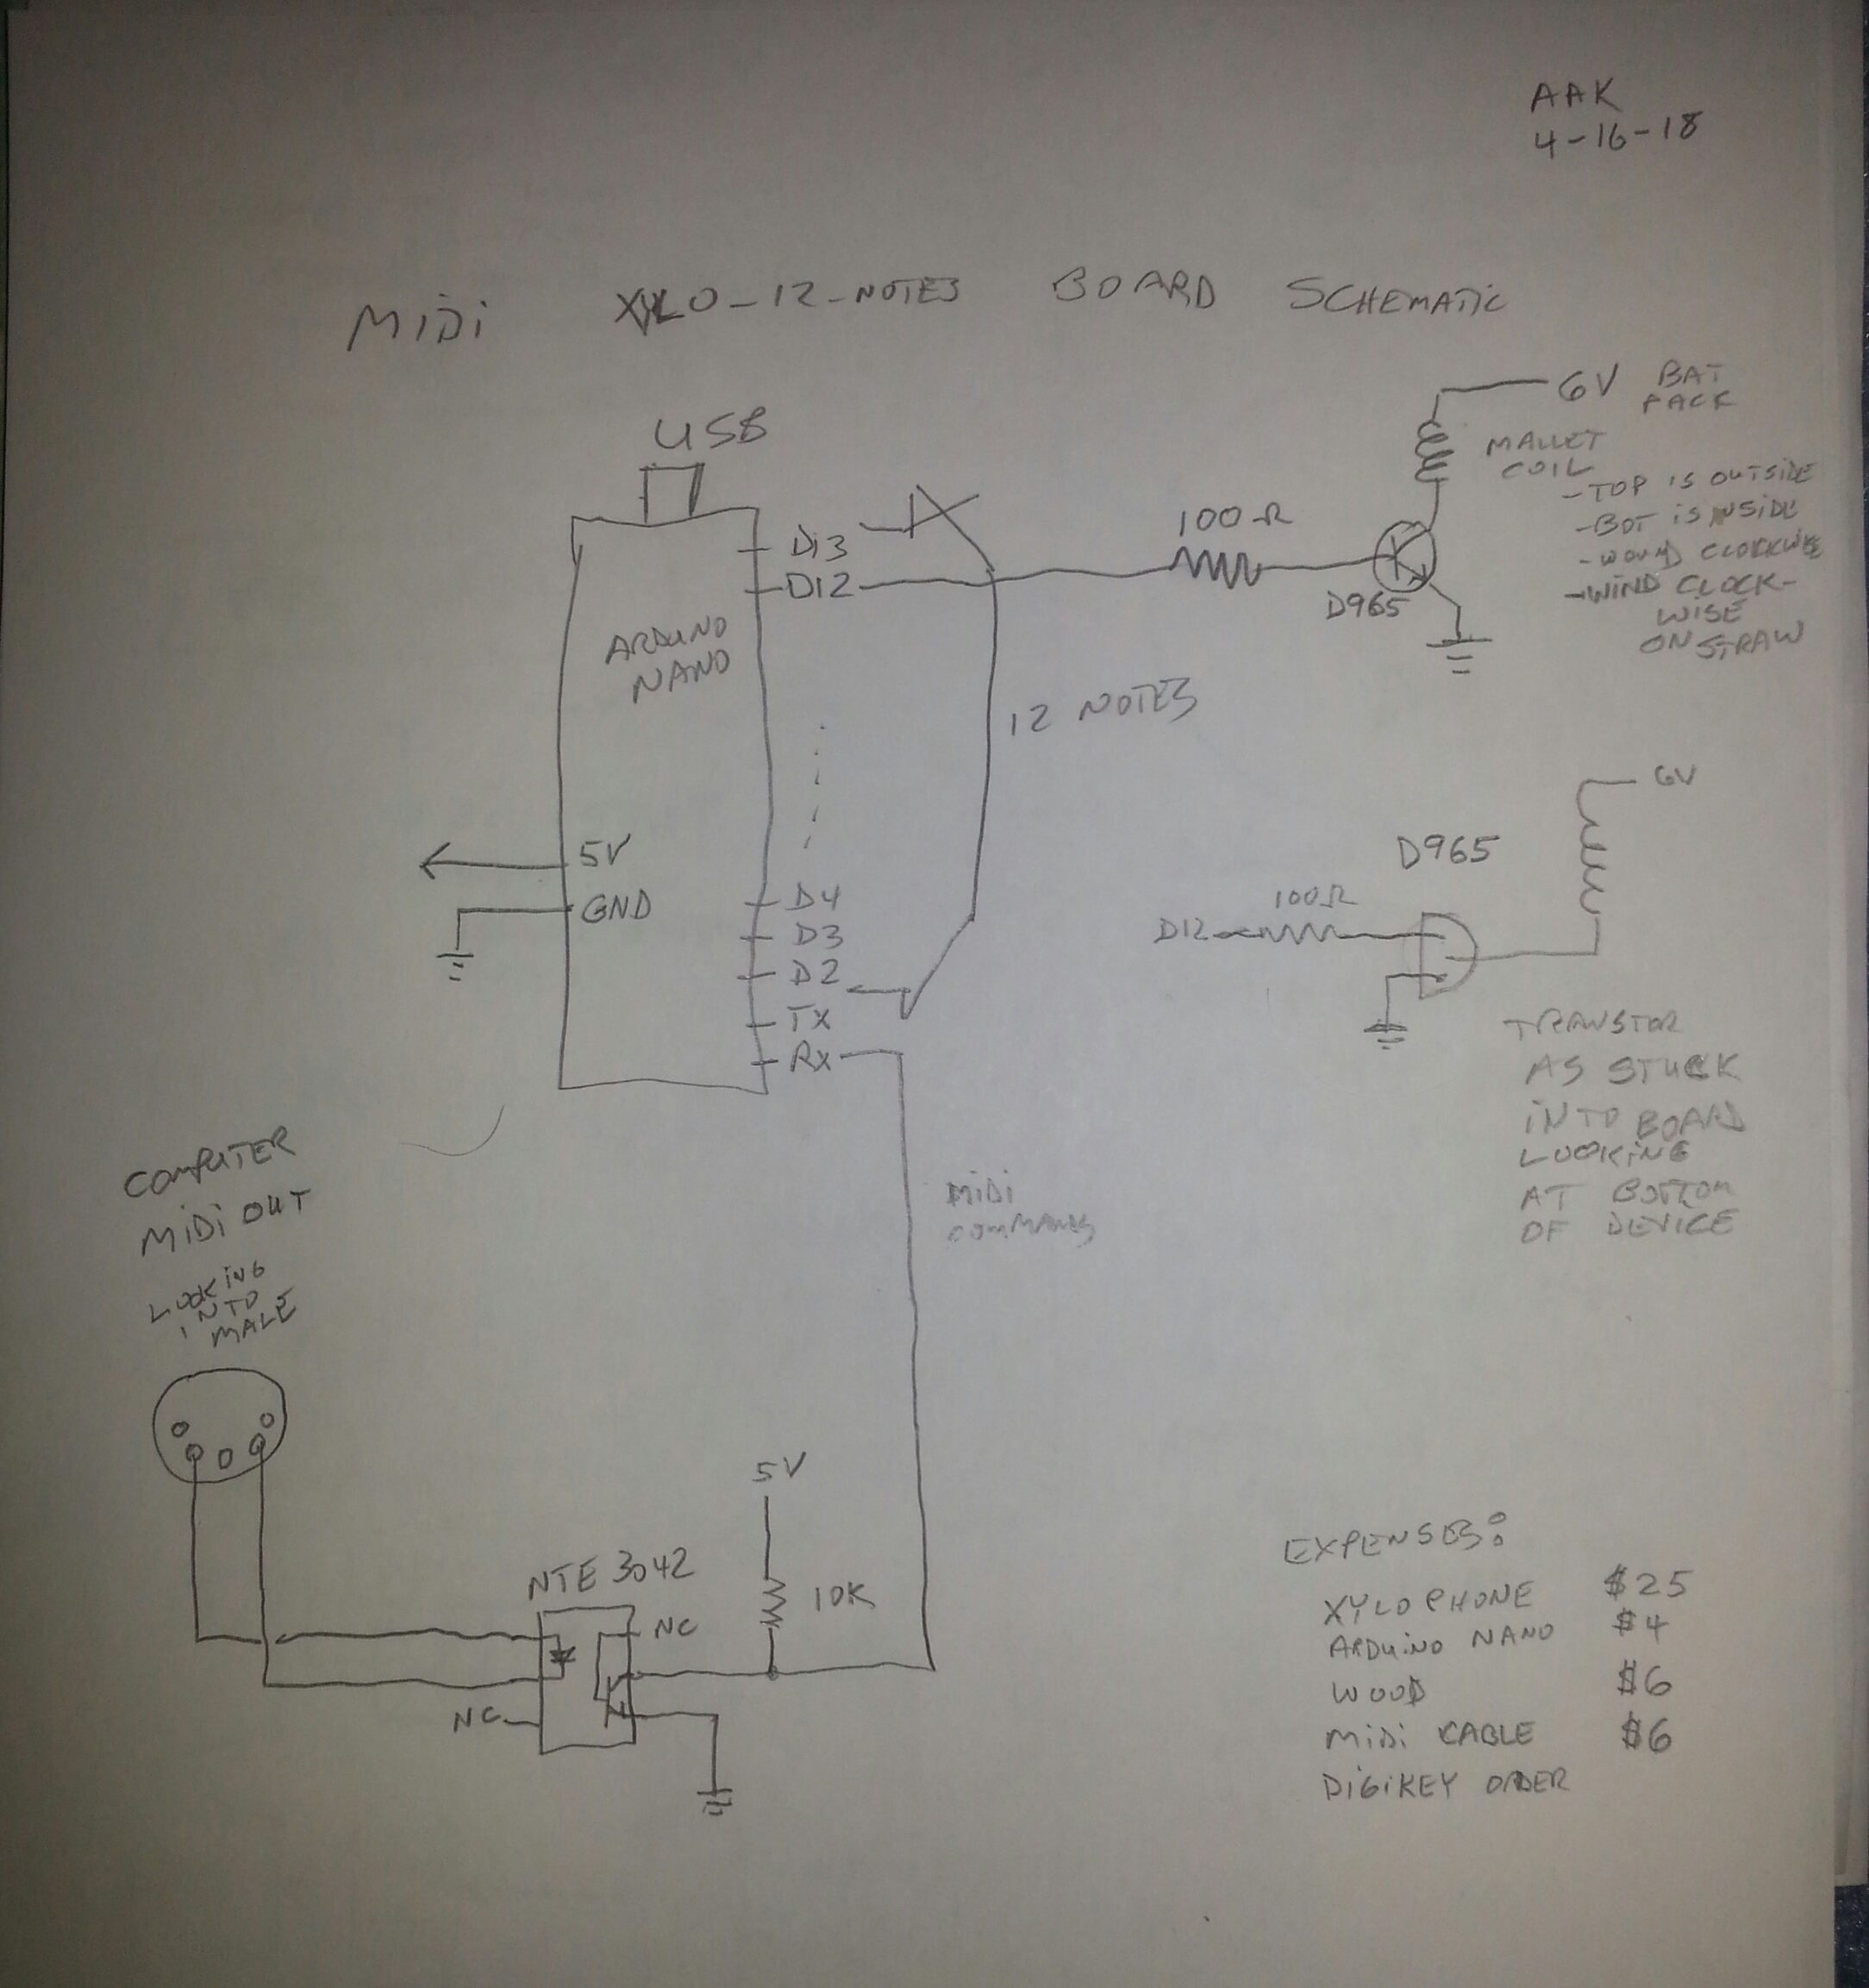 AAK
4-16-18
MIDI XYLO-12-NOTES BOARD SCHEMATIC
USB
D13
D12
ARDUINO
NANO
5V
GND
D4
D3
D2
TX
RX
12 NOTES
100Ω
D965
6V BAT
PACK
MALLET
COIL
-TOP IS OUTSIDE
-BOT IS INSIDE
-WOUND CLOCKWISE
-WIND CLOCK-
WISE
ON STRAW
6V
D965
100Ω
D12
TRANSTOR
AS STUCK
INTO BOARD
LOOKING
AT BOTTOM
OF DEVICE
MIDI
COMMANDS
COMPUTER
MIDI OUT
LOOKING
INTO
MALE
5V
10K
NTE 3042
NC
NC
EXPENSES:
XYLOPHONE $25
ARDUINO NANO $4
WOOD $6
MIDI CABLE $6
DIGIKEY ORDER